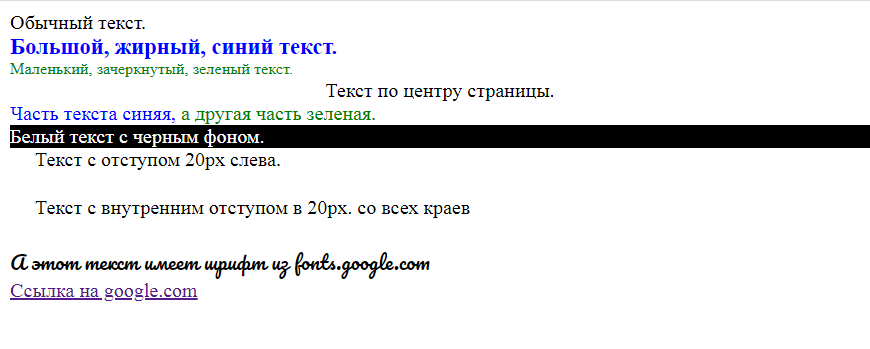 Обычный текст.
Большой, жирный, синий текст.
Маленький, зачеркнутый, зеленый текст.
Текст по центру страницы.
Часть текста синяя, а другая часть зеленая.
Белый текст с черным фоном.
Текст с отступом 20px слева.
Текст с внутренним отступом в 20px. со всех краев
А этот текст имеет шрифт из fonts.google.com
Ссылка на google.com